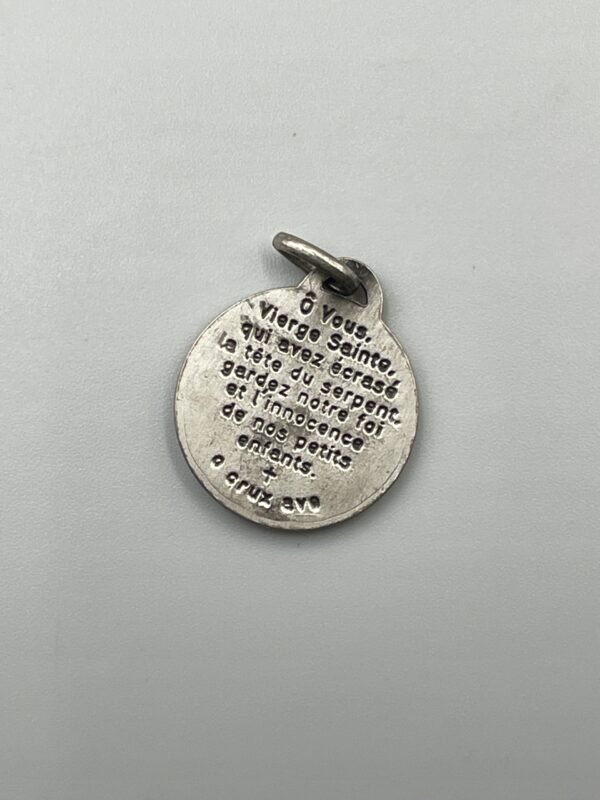 Ô Vous,
Vierge Sainte,
qui avez écrasé
la tête du serpent,
gardez notre foi
et l'innocence
de nos petits
enfants.
+
o crux ave